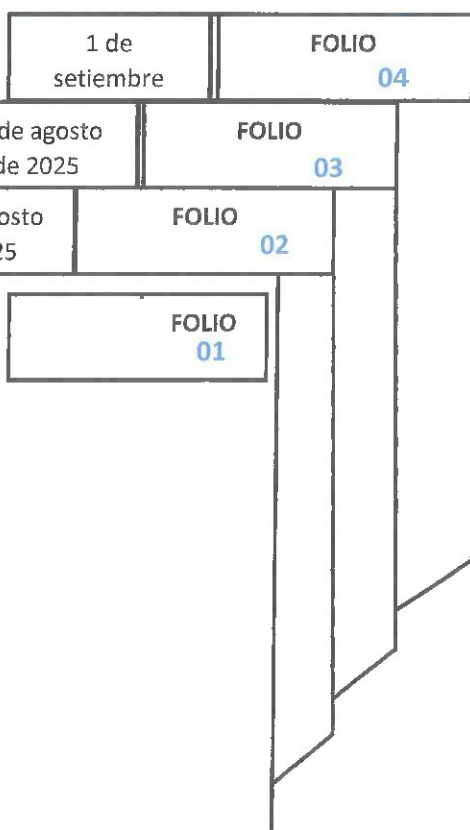 1 de
setiembre
FOLIO
04
de agosto
de 2025
FOLIO
03
FOLIO
02
FOLIO
01